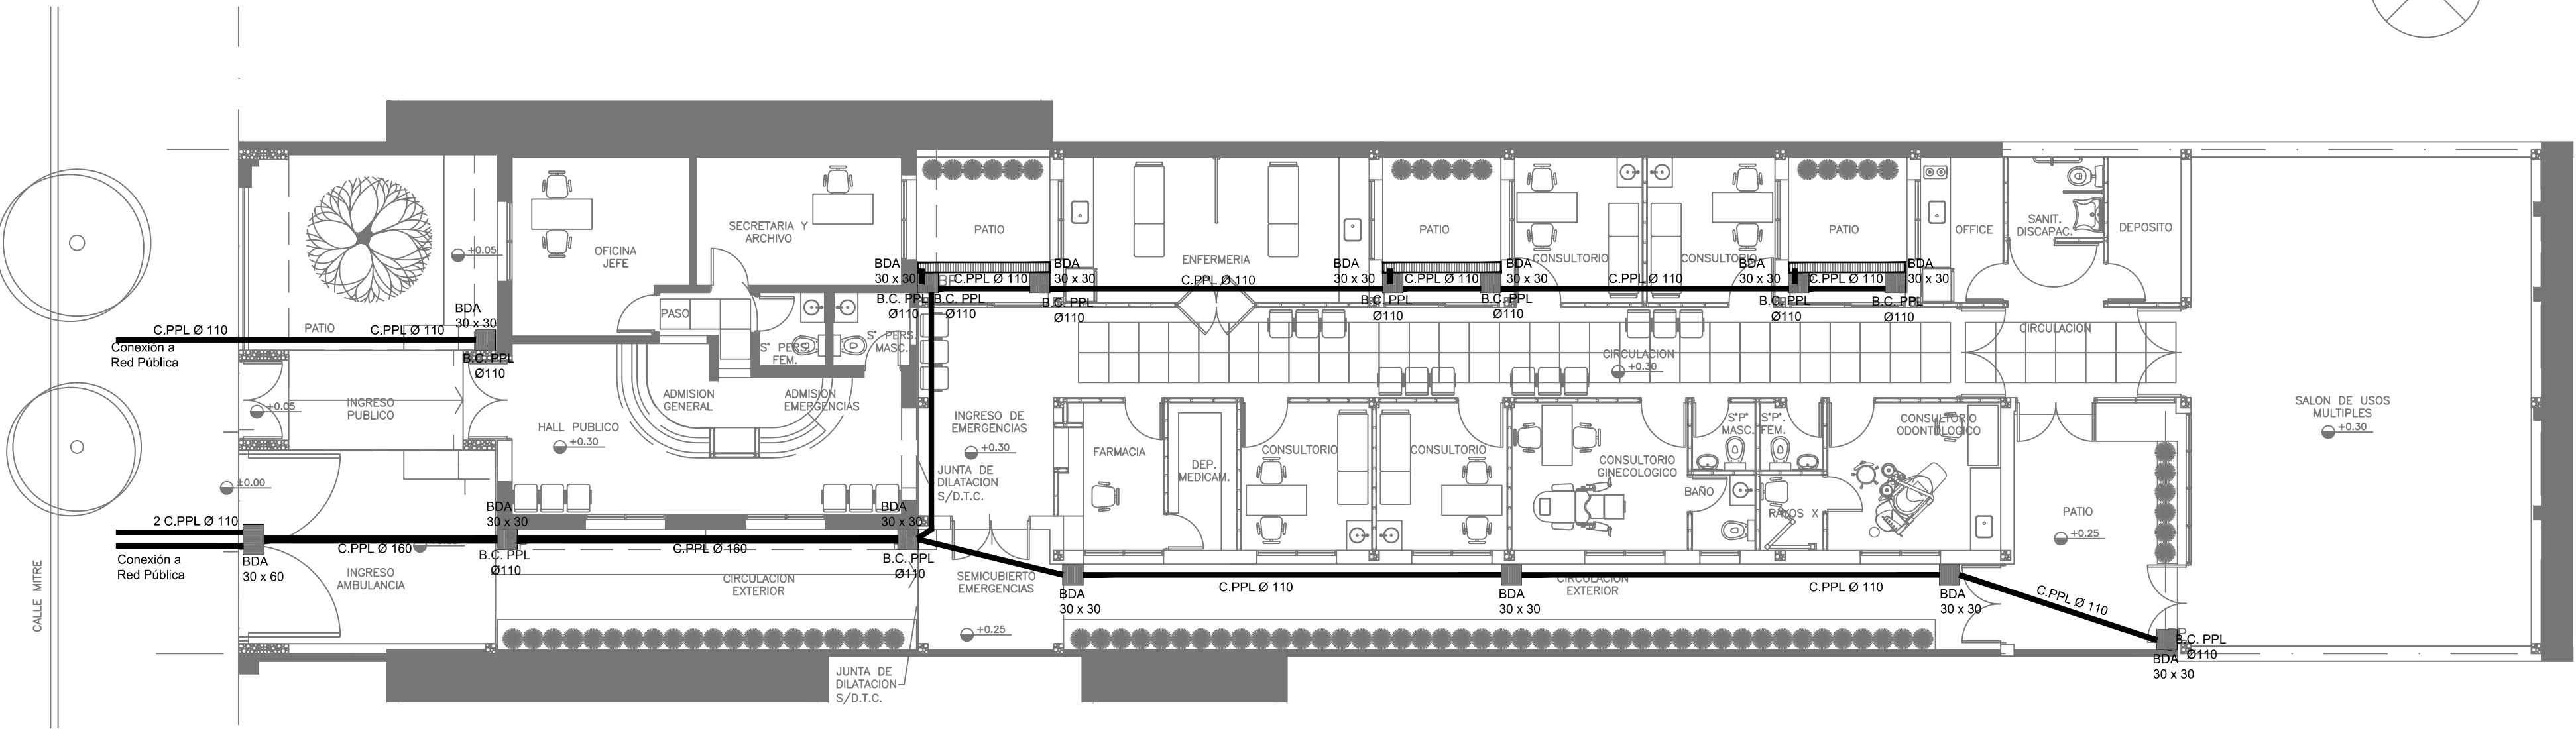 CALLE MITRE
C.PPL Ø 110
Conexión a
Red Pública
PATIO
+0.05
C.PPL Ø 110
BDA
30 x 30
B.C. PPL
Ø110
+0.05
INGRESO
PUBLICO
±0.00
2 C.PPL Ø 110
Conexión a
Red Pública
BDA
30 x 60
C.PPL Ø 160
INGRESO
AMBULANCIA
OFICINA
JEFE
SECRETARIA Y
ARCHIVO
PASO
S° PERS.
FEM.
S° PERS.
MASC.
ADMISION
GENERAL
ADMISION
EMERGENCIAS
HALL PUBLICO
+0.30
BDA
30 x 30
B.C. PPL
Ø110
C.PPL Ø 160
CIRCULACION
EXTERIOR
BDA
30 x 30
B.C. PPL
Ø110
JUNTA DE
DILATACION
S/D.T.C.
BDA
30 x 30
B.C. PPL
Ø110
B.C. PPL
Ø110
PATIO
C.PPL Ø 110
BDA
30 x 30
B.C. PPL
Ø110
INGRESO DE
EMERGENCIAS
+0.30
JUNTA DE
DILATACION
S/D.T.C.
SEMICUBIERTO
EMERGENCIAS
+0.25
ENFERMERIA
C.PPL Ø 110
BDA
30 x 30
B.C. PPL
Ø110
PATIO
C.PPL Ø 110
BDA
30 x 30
B.C. PPL
Ø110
CONSULTORIO
C.PPL Ø 110
CONSULTORIO
BDA
30 x 30
B.C. PPL
Ø110
PATIO
C.PPL Ø 110
BDA
30 x 30
B.C. PPL
Ø110
OFFICE
SANIT.
DISCAPAC.
DEPOSITO
CIRCULACION
+0.30
CIRCULACION
FARMACIA
DEP.
MEDICAM.
CONSULTORIO
CONSULTORIO
CONSULTORIO
GINECOLOGICO
S°P°.
MASC.
S°P°.
FEM.
BAÑO
RAYOS X
CONSULTORIO
ODONTOLOGICO
PATIO
+0.25
SALON DE USOS
MULTIPLES
+0.30
BDA
30 x 30
C.PPL Ø 110
BDA
30 x 30
CIRCULACION
EXTERIOR
C.PPL Ø 110
BDA
30 x 30
C.PPL Ø 110
B.C. PPL
Ø110
BDA
30 x 30